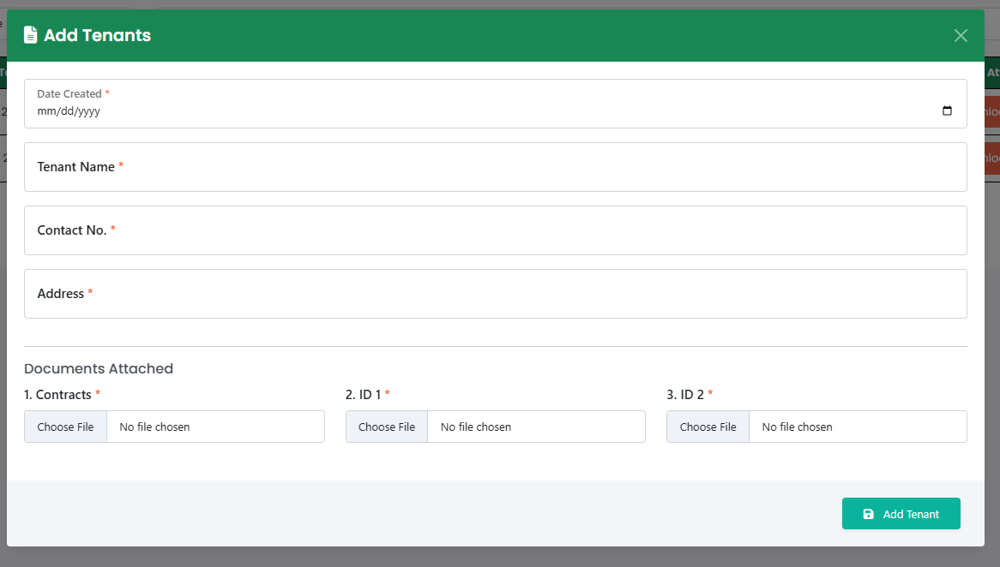 Add Tenants
Date Created *
mm/dd/yyyy
Tenant Name *
Contact No. *
Address *
Documents Attached
1. Contracts *
2. ID 1 *
3. ID 2 *
Choose File No file chosen
Choose File No file chosen
Choose File No file chosen
Add Tenant